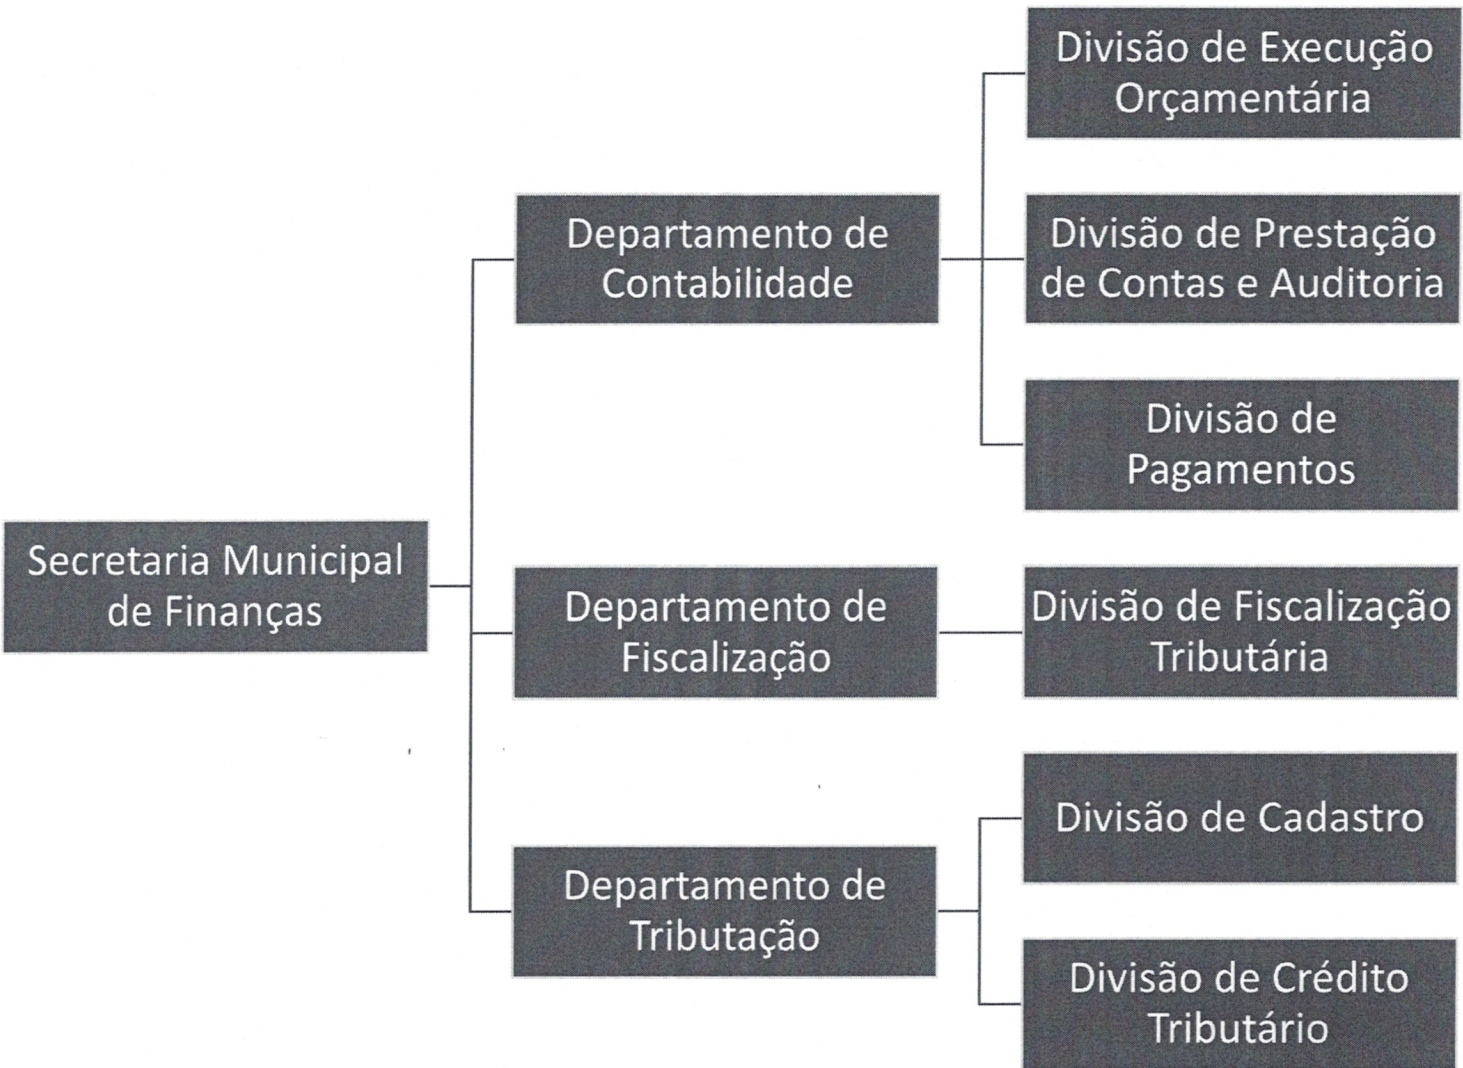 Secretaria Municipal
de Finanças
Departamento de
Contabilidade
Divisão de Execução
Orçamentária
Divisão de Prestação
de Contas e Auditoria
Divisão de
Pagamentos
Departamento de
Fiscalização
Divisão de Fiscalização
Tributária
Departamento de
Tributação
Divisão de Cadastro
Divisão de Crédito
Tributário